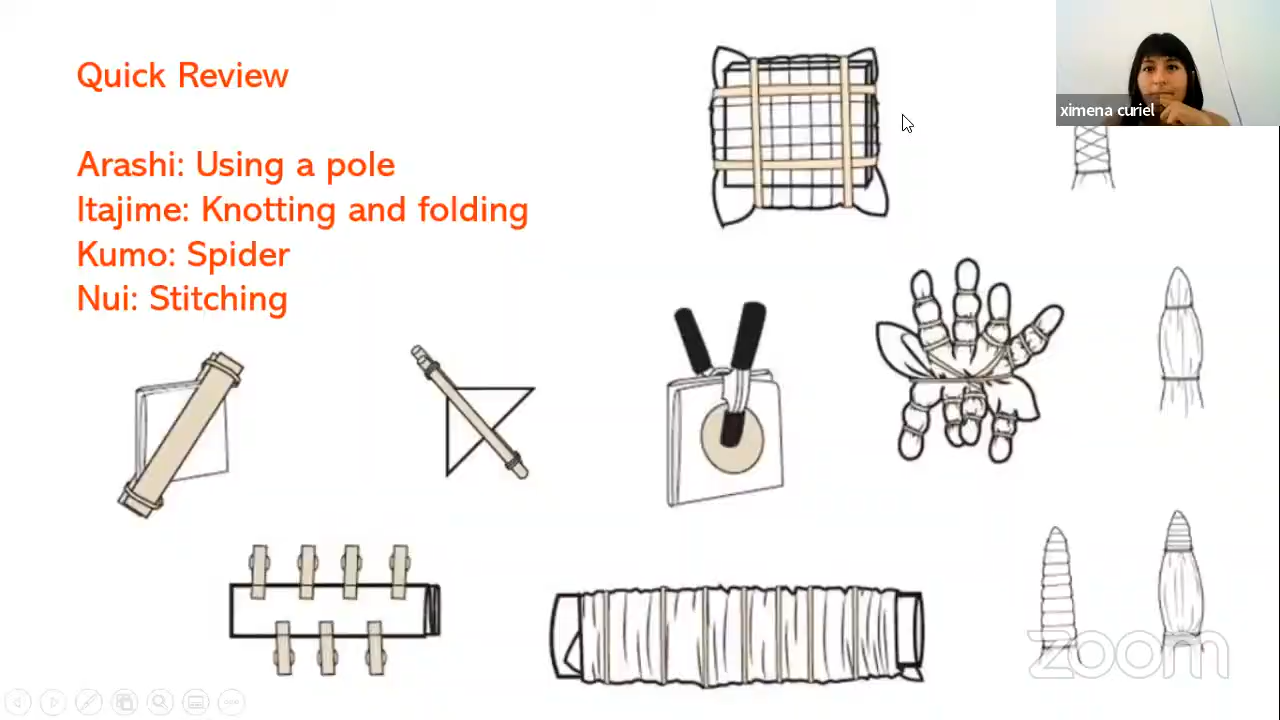 Quick Review
ximena curiel
Arashi: Using a pole
Itajime: Knotting and folding
Kumo: Spider
Nui: Stitching
zoom